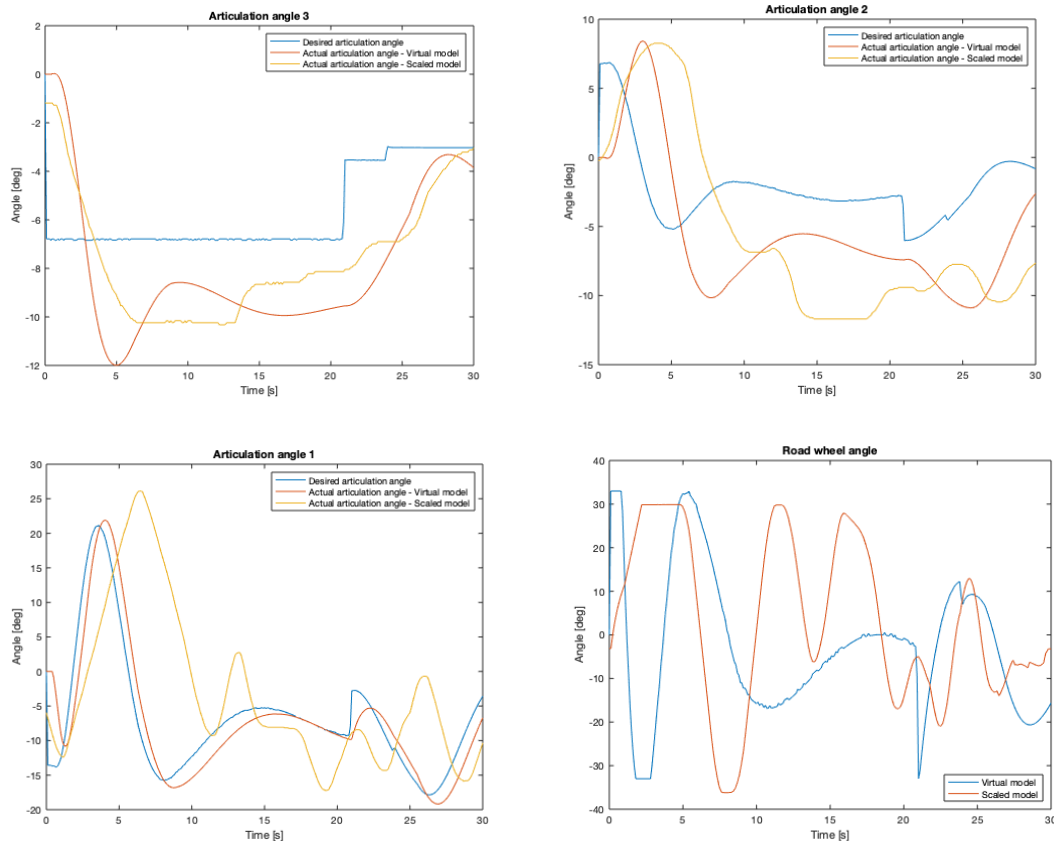 Articulation angle 3
2
0
-2
-4
-6
-8
-10
-12
Angle [deg]
Desired articulation angle
Actual articulation angle - Virtual model
Actual articulation angle - Scaled model
0 5 10 15 20 25 30
Time [s]
Articulation angle 2
10
5
0
-5
-10
-15
Angle [deg]
Desired articulation angle
Actual articulation angle - Virtual model
Actual articulation angle - Scaled model
0 5 10 15 20 25 30
Time [s]
Articulation angle 1
30
25
20
15
10
5
0
-5
-10
-15
-20
Angle [deg]
Desired articulation angle
Actual articulation angle - Virtual model
Actual articulation angle - Scaled model
0 5 10 15 20 25 30
Time [s]
Road wheel angle
40
30
20
10
0
-10
-20
-30
-40
Angle [deg]
Virtual model
Scaled model
0 5 10 15 20 25 30
Time [s]